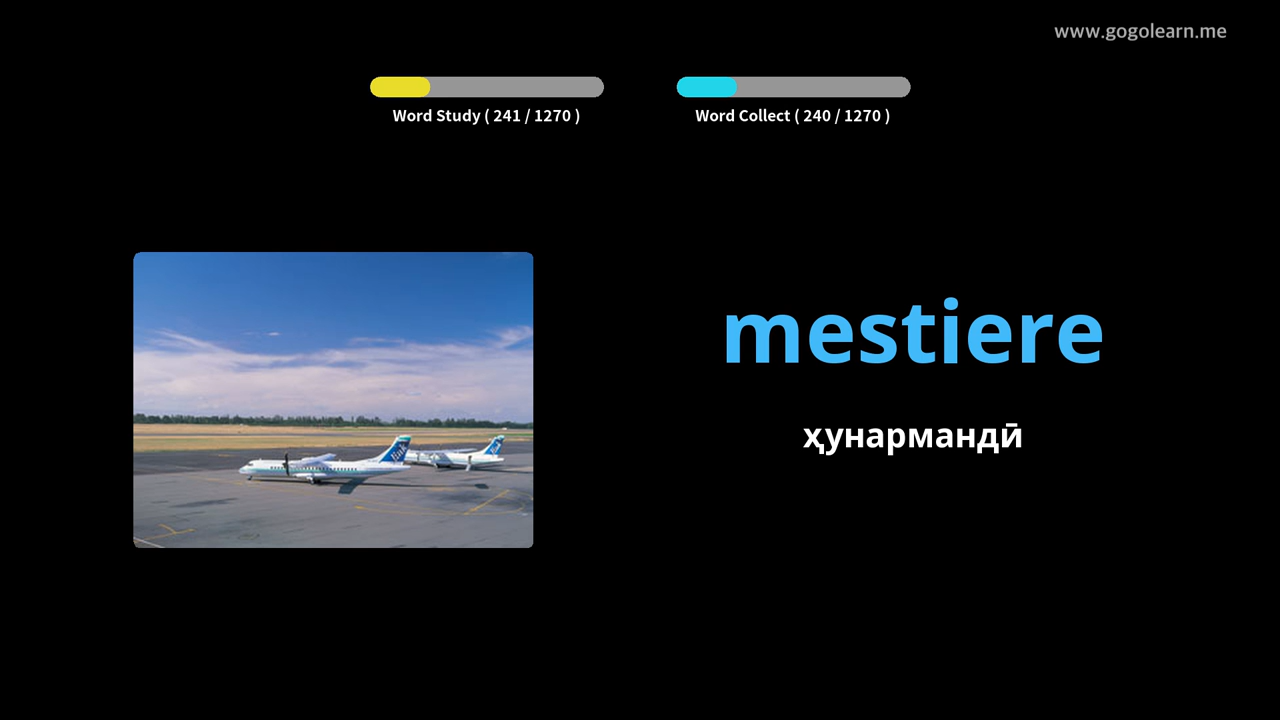 www.gogolearn.me
Word Study ( 241 / 1270 )
Word Collect ( 240 / 1270 )
mestiere
ҳунармандӣ